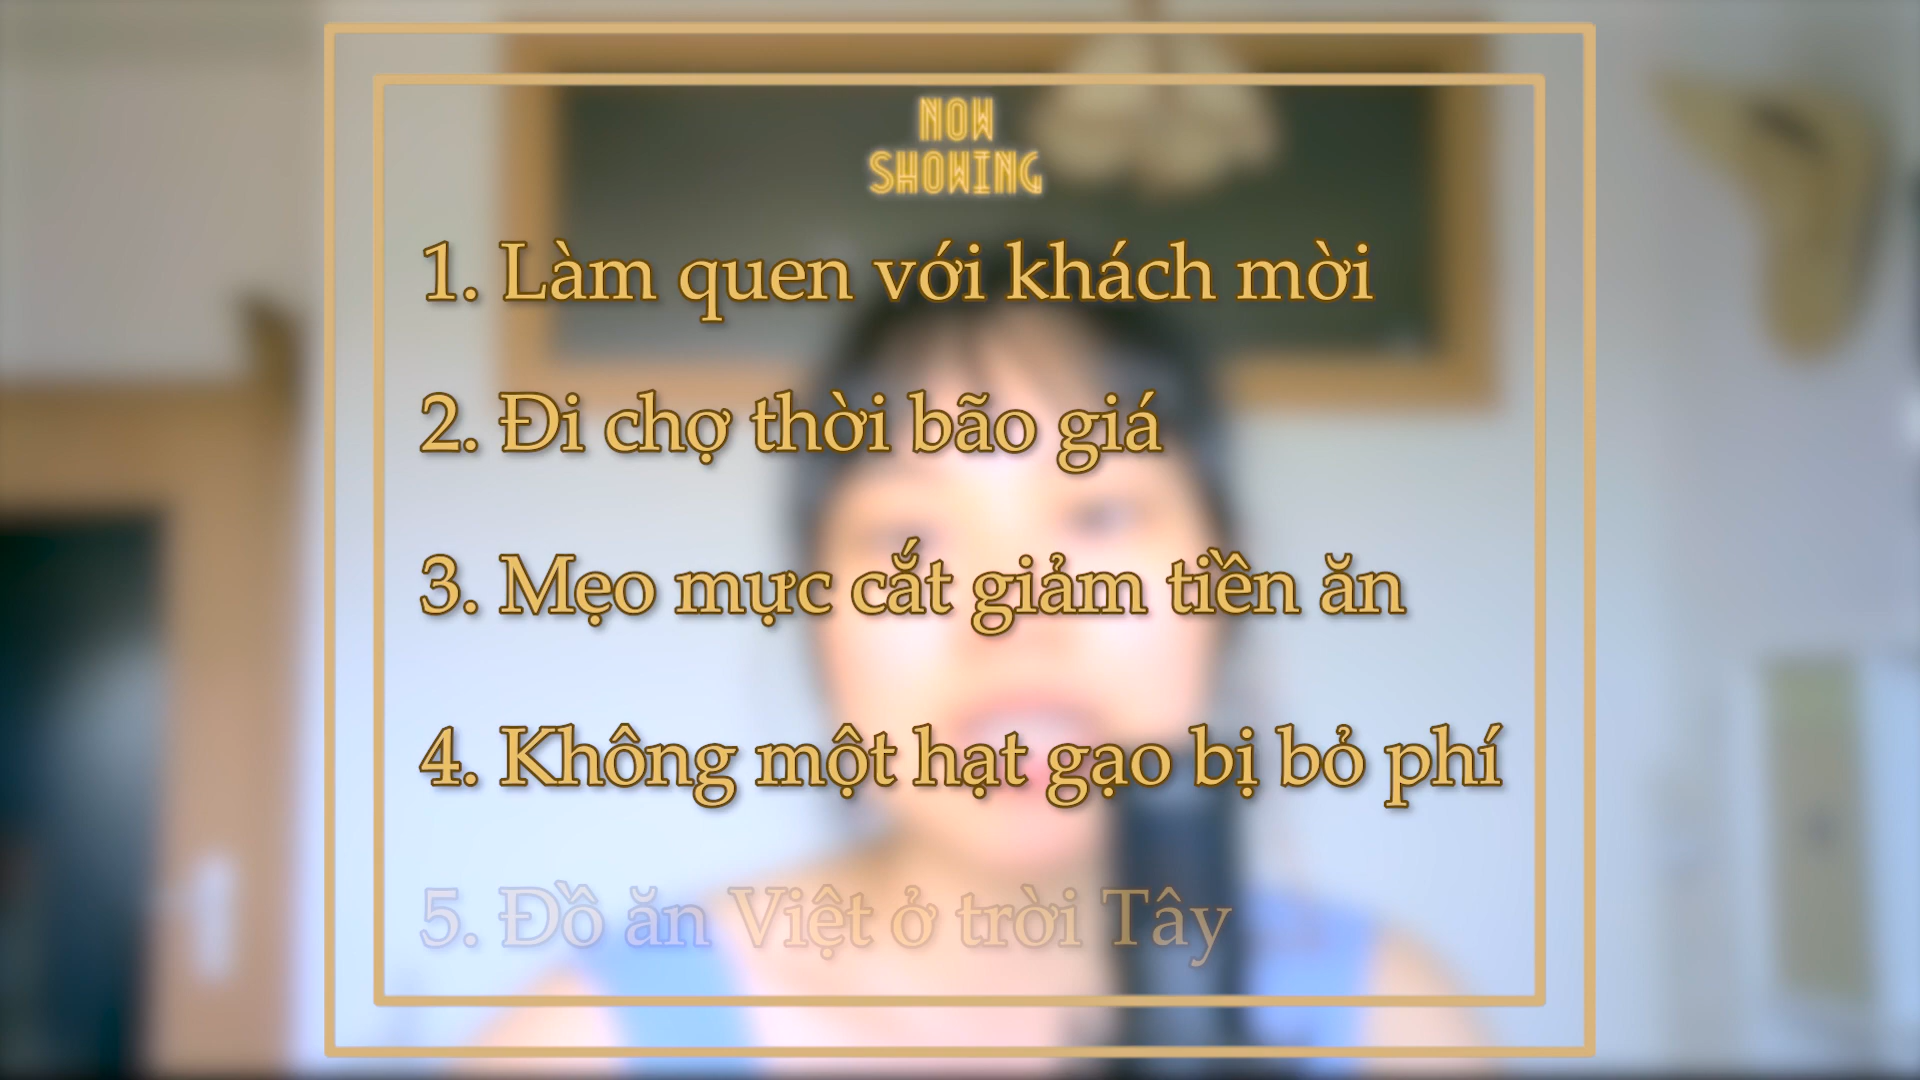 NOW
SHOWING
1. Làm quen với khách mời
2. Đi chợ thời bão giá
3. Mẹo mực cắt giảm tiền ăn
4. Không một hạt gạo bị bỏ phí
5. Đồ ăn Việt ở trời Tây